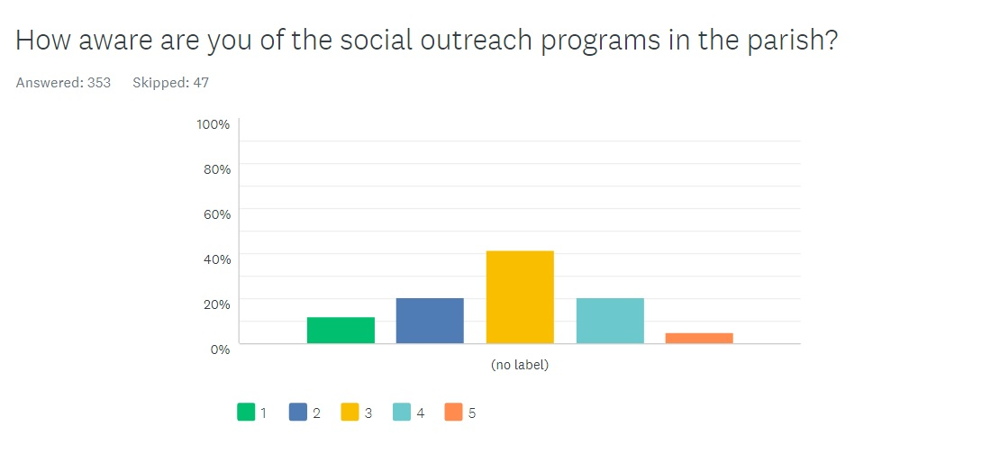 How aware are you of the social outreach programs in the parish?
Answered: 353 Skipped: 47
100%
80%
60%
40%
20%
0%
(no label)
1 2 3 4 5